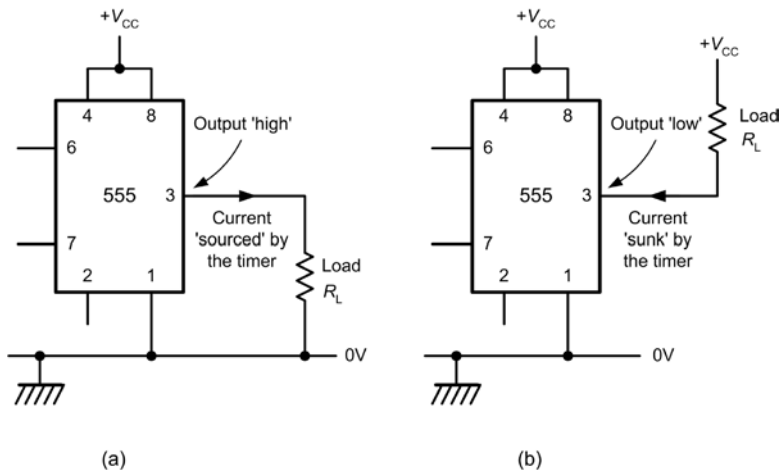 +VCC
4 8
Output 'high'
6
555 3
Current
'sourced' by
the timer
7
2 1
Load
RL
0V
(a)
+VCC
+VCC
4 8
Output 'low'
Load
RL
6
555 3
Current
'sunk' by
the timer
7
2 1
0V
(b)